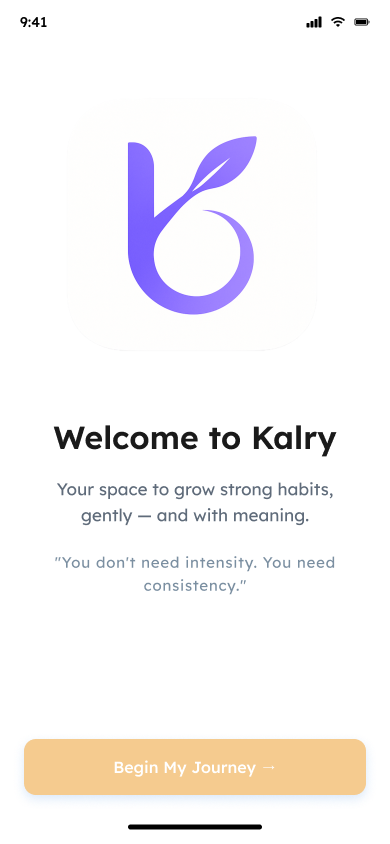 9:41
Welcome to Kalry
Your space to grow strong habits,
gently — and with meaning.
"You don't need intensity. You need
consistency."
Begin My Journey →